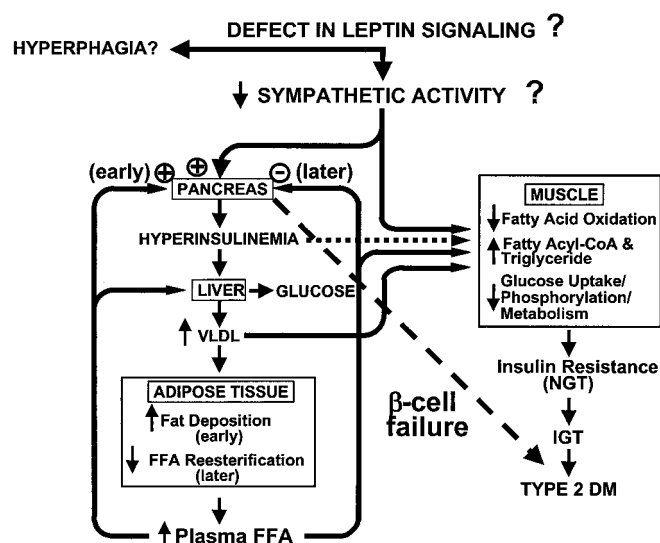 DEFECT IN LEPTIN SIGNALING ?
HYPERPHAGIA?
↓ SYMPATHETIC ACTIVITY ?
(early) ⊕ ⊕ ⊖ (later)
PANCREAS
HYPERINSULINEMIA
LIVER → GLUCOSE
↑ VLDL
ADIPOSE TISSUE
↑ Fat Deposition
(early)
↓ FFA Reesterification
(later)
↑ Plasma FFA
β-cell
failure
MUSCLE
↓ Fatty Acid Oxidation
↑ Fatty Acyl-CoA &
Triglyceride
↓ Glucose Uptake/
Phosphorylation/
Metabolism
Insulin Resistance
(NGT)
IGT
TYPE 2 DM